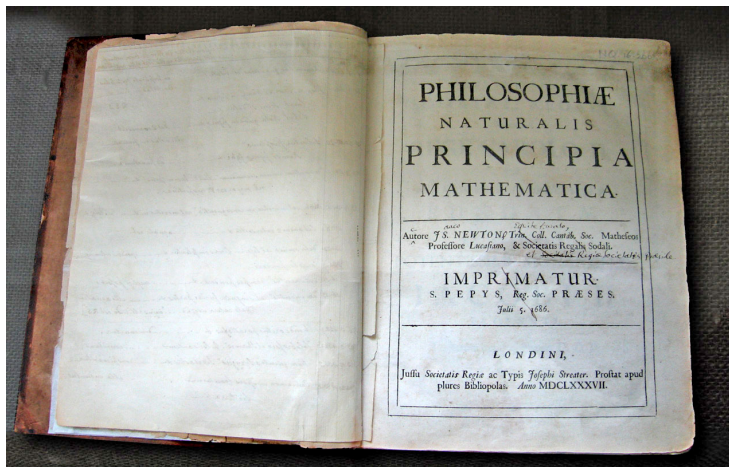 PHILOSOPHIÆ
NATURALIS
PRINCIPIA
MATHEMATICA.
Autore J S. NEWTON, Trin. Coll. Cantab. Soc. Matheseos
Professore Lucasiano, & Societatis Regalis Sodali.
IMPRIMATUR.
S. PEPYS, Reg. Soc. PRÆSES.
Julii 5. 1686.
LONDINI,
Jussu Societatis Regiæ ac Typis Josephi Streater. Prostat apud
plures Bibliopolas. Anno MDCLXXXVII.